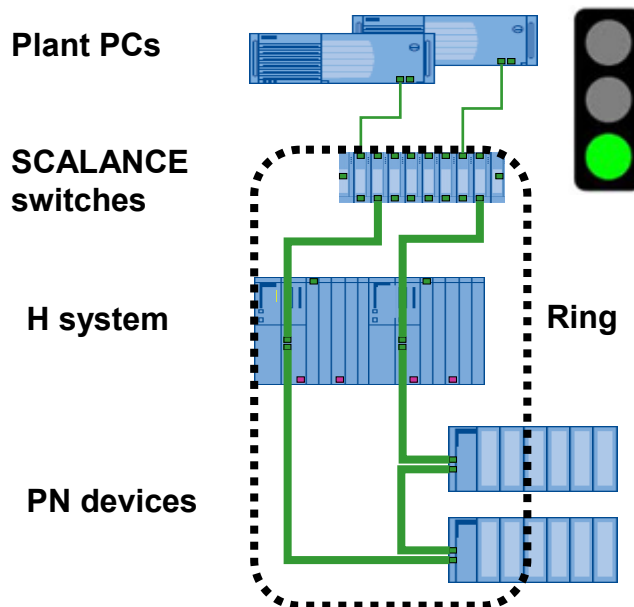 Plant PCs
SCALANCE
switches
H system
Ring
PN devices